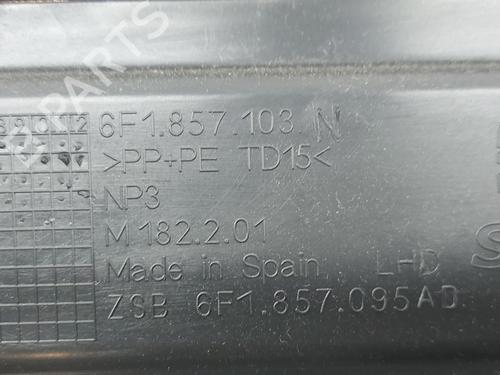 6F1.857.103 N
>PP+PE TD15<
NP3
M 182.2.01
Made in Spain LHD
ZSB 6F1.857.095AD